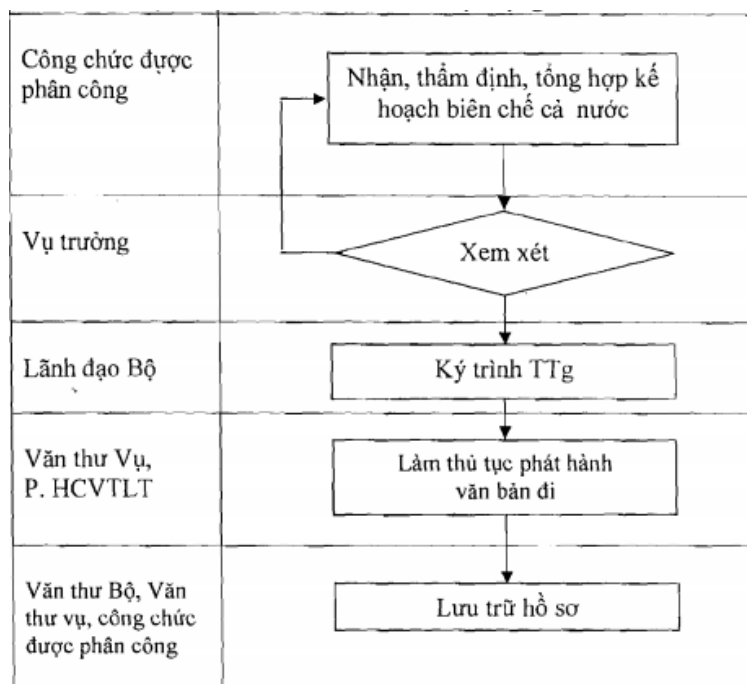 Công chức được
phân công
Nhận, thẩm định, tổng hợp kế
hoạch biên chế cả nước
Vụ trưởng
Xem xét
Lãnh đạo Bộ
Ký trình TTg
Văn thư Vụ,
P. HCVTLT
Làm thủ tục phát hành
văn bản đi
Văn thư Bộ, Văn
thư vụ, công chức
được phân công
Lưu trữ hồ sơ